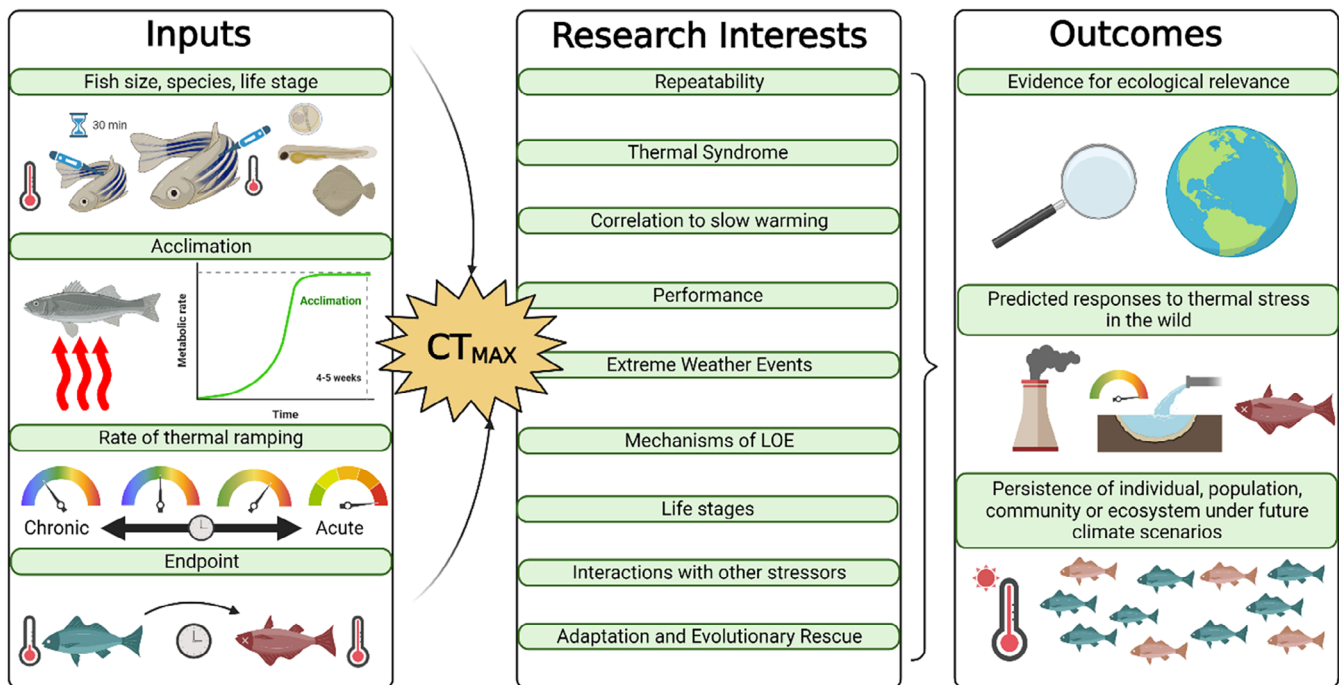 Inputs
Fish size, species, life stage
30 min
Acclimation
Metabolic rate
Acclimation
4-5 weeks
Time
Rate of thermal ramping
Chronic
Acute
Endpoint
CTMAX
Research Interests
Repeatability
Thermal Syndrome
Correlation to slow warming
Performance
Extreme Weather Events
Mechanisms of LOE
Life stages
Interactions with other stressors
Adaptation and Evolutionary Rescue
Outcomes
Evidence for ecological relevance
Predicted responses to thermal stress
in the wild
Persistence of individual, population,
community or ecosystem under future
climate scenarios